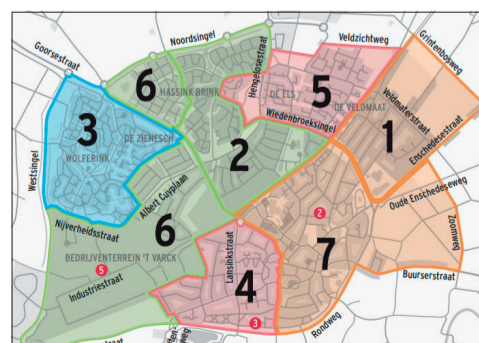 Noordsingel
Veldzichtweg
Grintenbosweg
Goorsestraat
Hengelosestraat
6
HASSINK-BRINK
DE ELS
5
DE VELDMAAT
Veldmaterstraat
Enschedesestraat
1
3
DE ZIENESCH
WOLFERINK
Wiedenbroeksingel
2
Westsingel
Albert Cuyplaan
Oude Enschedeseweg
Nijverheidsstraat
6
2
Zoomweg
BEDRIJVENTERREIN 'T VARCK
5
Lansinkstraat
7
Industriestraat
4
Buurserstraat
3
Rondweg